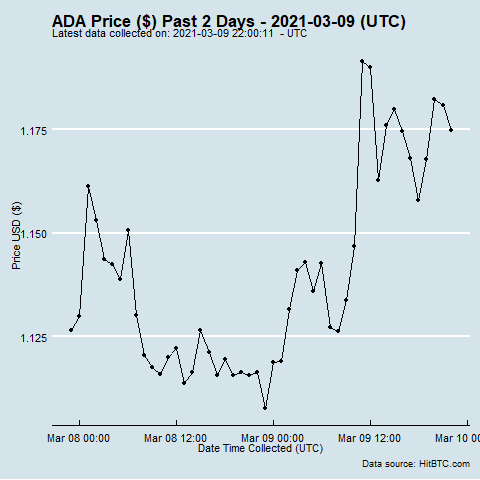 ADA Price ($) Past 2 Days - 2021-03-09 (UTC)
Latest data collected on: 2021-03-09 22:00:11  - UTC
1.175
1.150
1.125
Price USD ($)
Mar 08 00:00 Mar 08 12:00 Mar 09 00:00 Mar 09 12:00 Mar 10 00
Date Time Collected (UTC)
Data source: HitBTC.com